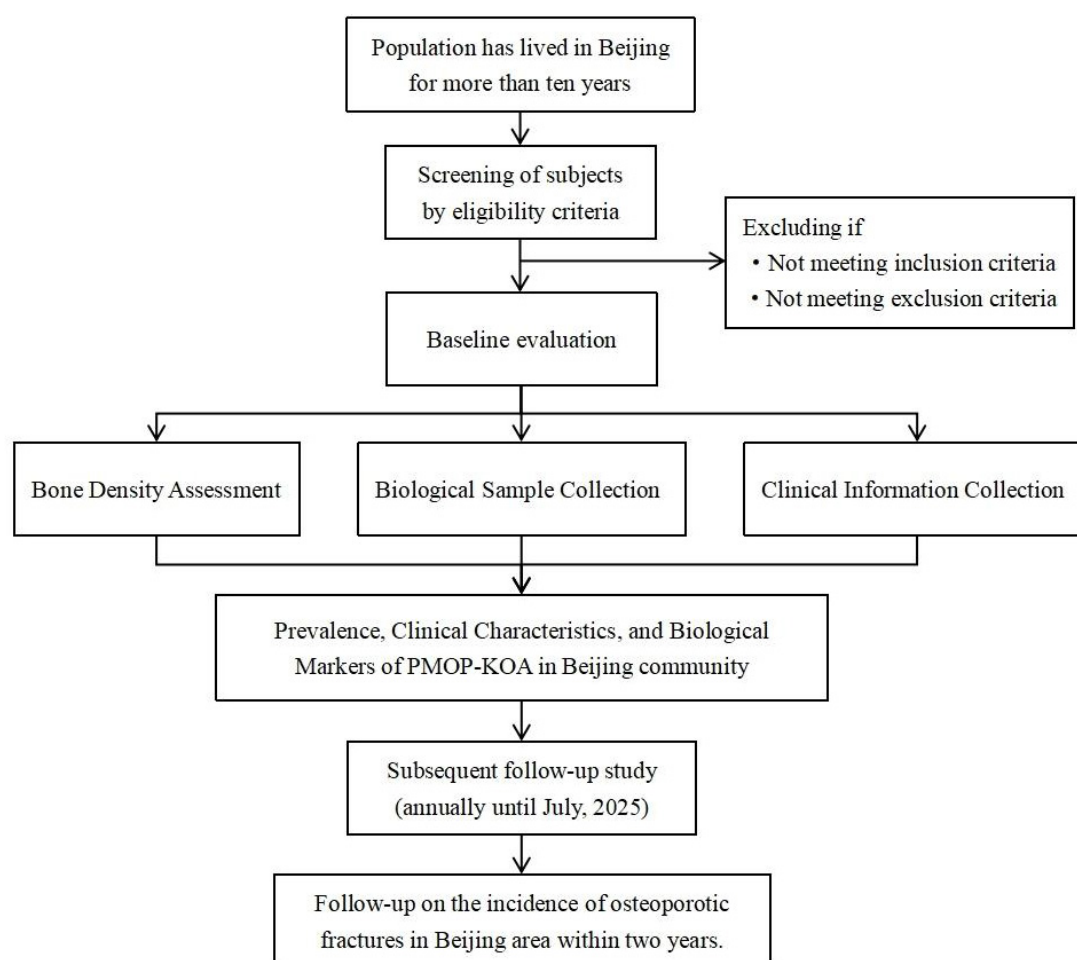 Population has lived in Beijing
for more than ten years
Screening of subjects
by eligibility criteria
Excluding if
• Not meeting inclusion criteria
• Not meeting exclusion criteria
Baseline evaluation
Bone Density Assessment
Biological Sample Collection
Clinical Information Collection
Prevalence, Clinical Characteristics, and Biological
Markers of PMOP-KOA in Beijing community
Subsequent follow-up study
(annually until July, 2025)
Follow-up on the incidence of osteoporotic
fractures in Beijing area within two years.